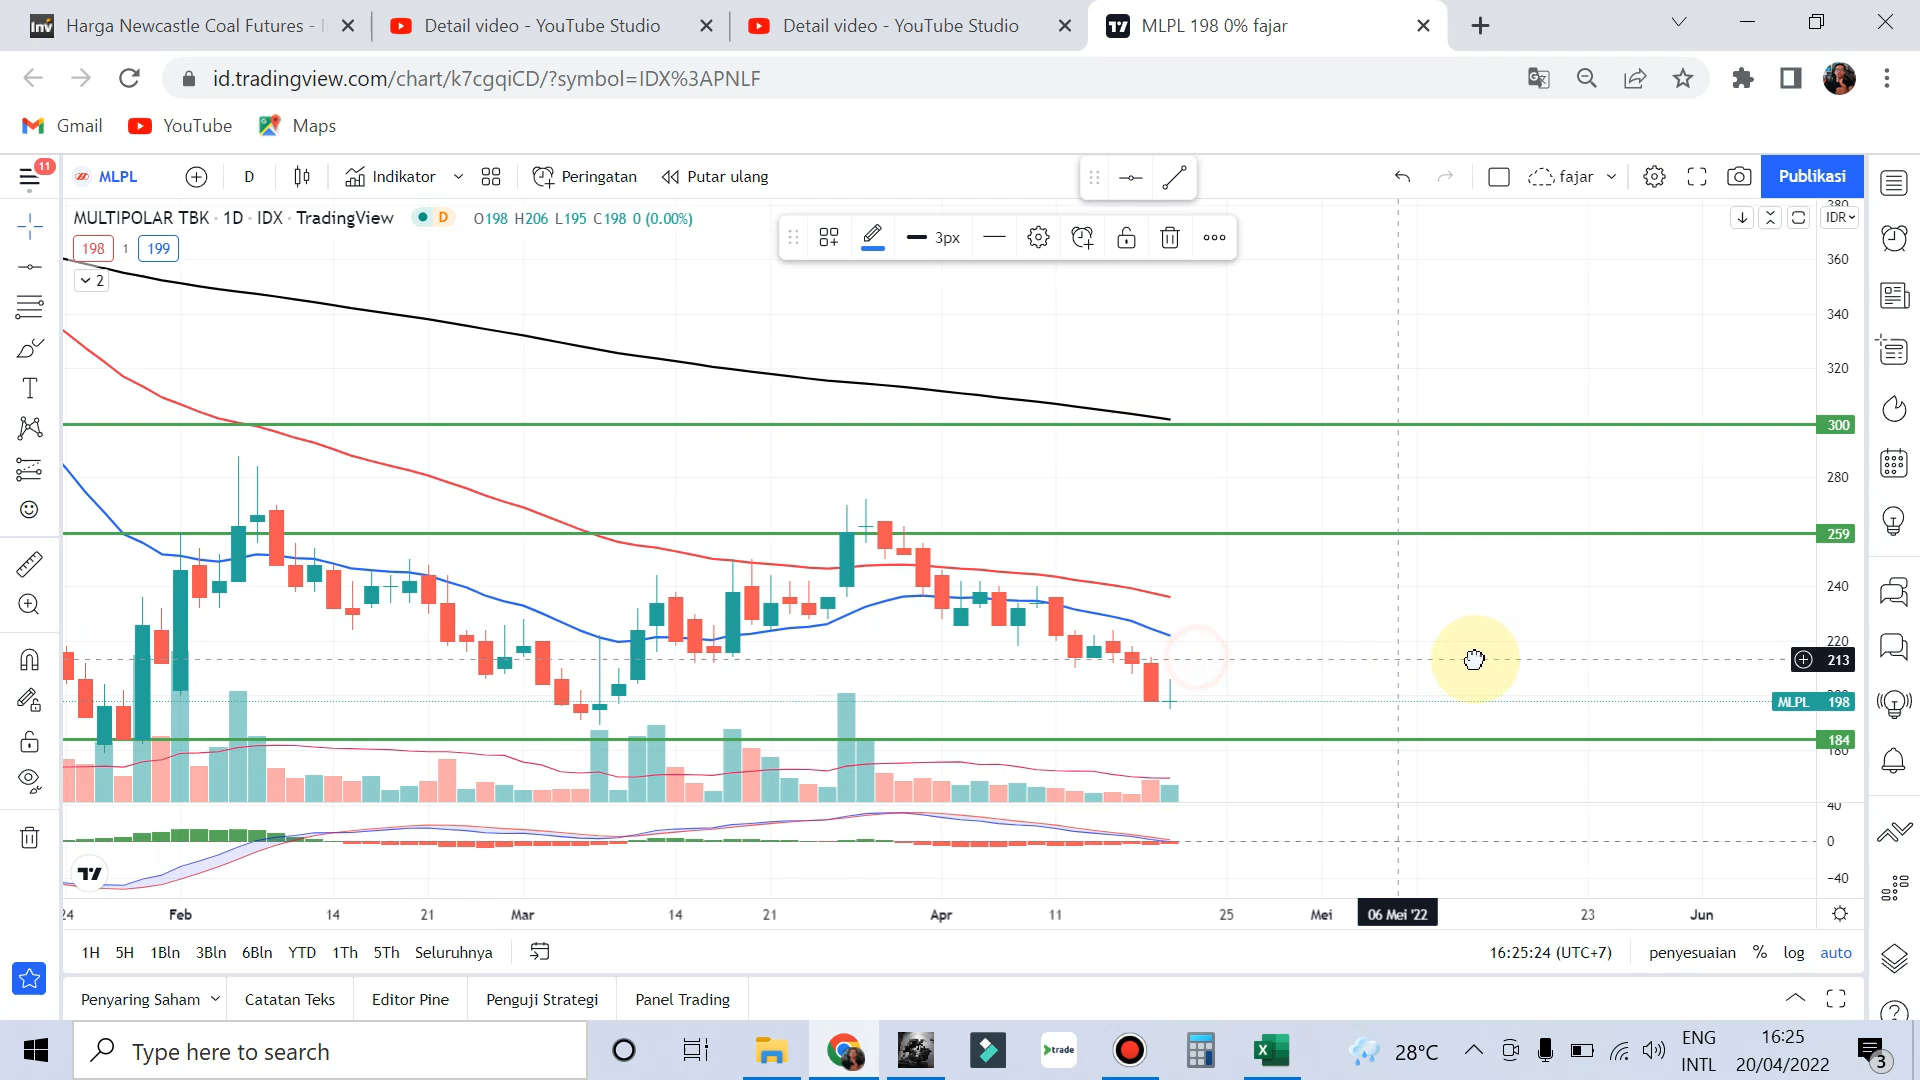 Harga Newcastle Coal Futures - I
Detail video - YouTube Studio
Detail video - YouTube Studio
MLPL 198 0% fajar
id.tradingview.com/chart/k7cgqiCD/?symbol=IDX%3APNLF
Gmail
YouTube
Maps
11
MLPL
D
Indikator
Peringatan
Putar ulang
fajar
Publikasi
MULTIPOLAR TBK · 1D · IDX · TradingView
D
O198 H206 L195 C198 0 (0.00%)
198
1
199
2
3px
IDR
380
360
340
320
300
280
259
240
220
213
200
MLPL 198
184
180
40
0
−40
24
Feb
14
21
Mar
14
21
Apr
11
25
Mei
06 Mei '22
23
Jun
1H
5H
1Bln
3Bln
6Bln
YTD
1Th
5Th
Seluruhnya
16:25:24 (UTC+7)
penyesuaian
%
log
auto
Penyaring Saham
Catatan Teks
Editor Pine
Penguji Strategi
Panel Trading
Type here to search
trade
28°C
ENG
INTL
16:25
20/04/2022
3